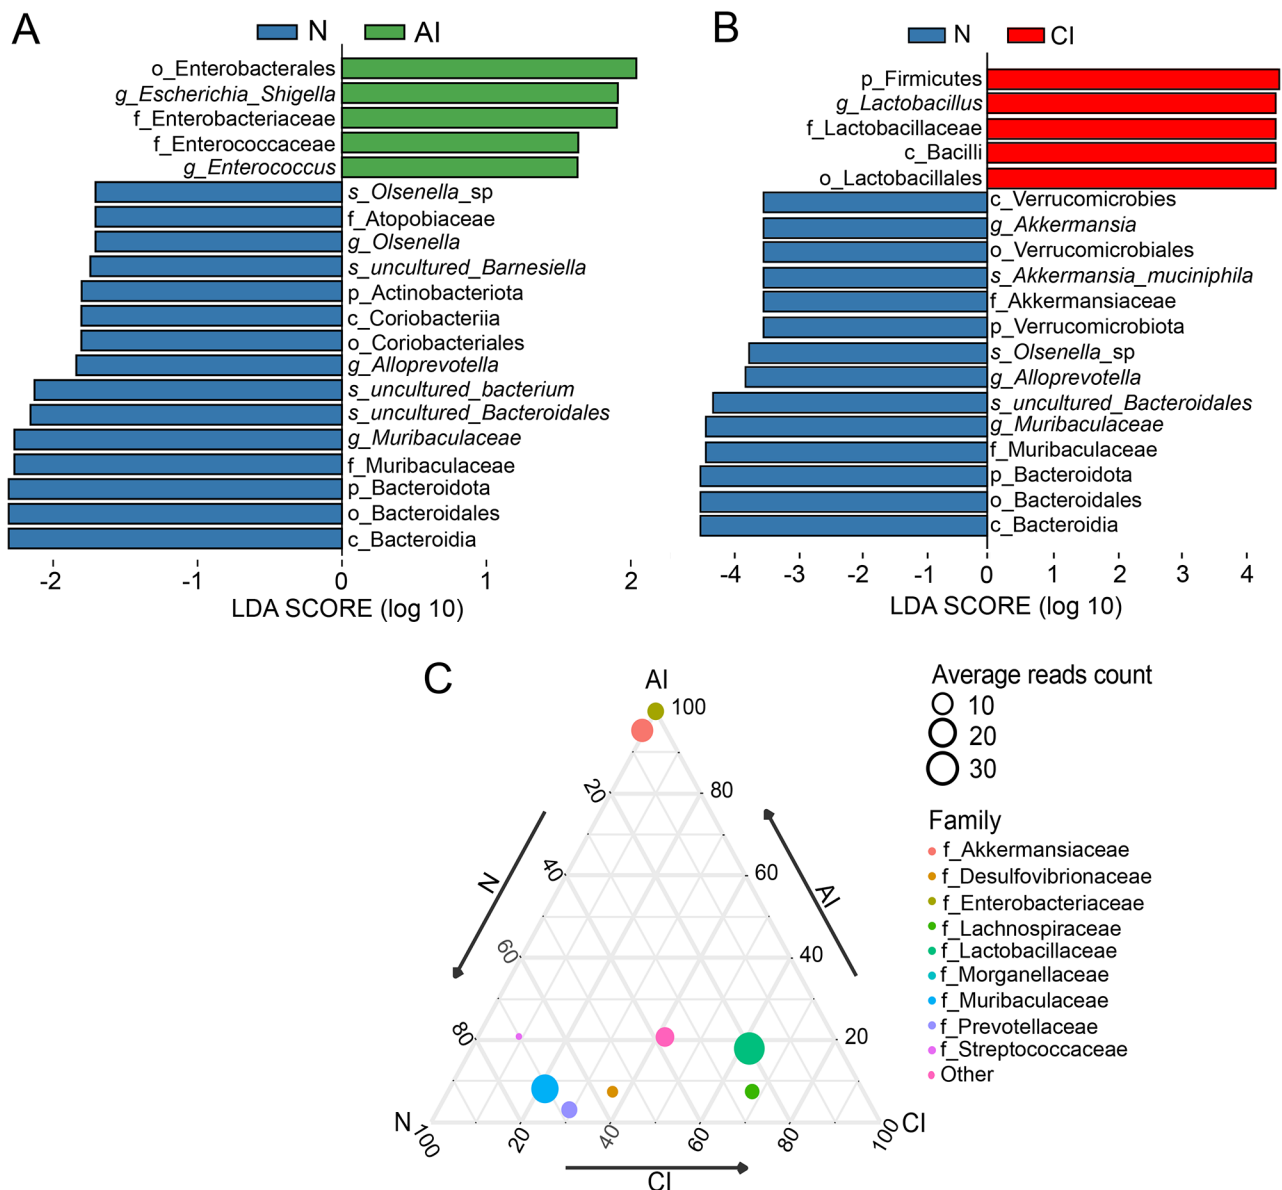 A
N
AI
o_Enterobacterales
g_Escherichia_Shigella
f_Enterobacteriaceae
f_Enterococcaceae
g_Enterococcus
s_Olsenella_sp
f_Atopobiaceae
g_Olsenella
s_uncultured_Barnesiella
p_Actinobacteriota
c_Coriobacteriia
o_Coriobacteriales
g_Alloprevotella
s_uncultured_bacterium
s_uncultured_Bacteroidales
g_Muribaculaceae
f_Muribaculaceae
p_Bacteroidota
o_Bacteroidales
c_Bacteroidia
-2 -1 0 1 2
LDA SCORE (log 10)
B
N
CI
p_Firmicutes
g_Lactobacillus
f_Lactobacillaceae
c_Bacilli
o_Lactobacillales
c_Verrucomicrobies
g_Akkermansia
o_Verrucomicrobiales
s_Akkermansia_muciniphila
f_Akkermansiaceae
p_Verrucomicrobiota
s_Olsenella_sp
g_Alloprevotella
s_uncultured_Bacteroidales
g_Muribaculaceae
f_Muribaculaceae
p_Bacteroidota
o_Bacteroidales
c_Bacteroidia
-4 -3 -2 -1 0 1 2 3 4
LDA SCORE (log 10)
C
AI
100
20
80
40
60
N
AI
60
40
80
20
N
100
20
40
60
80
100
CI
CI
Average reads count
10
20
30
Family
f_Akkermansiaceae
f_Desulfovibrionaceae
f_Enterobacteriaceae
f_Lachnospiraceae
f_Lactobacillaceae
f_Morganellaceae
f_Muribaculaceae
f_Prevotellaceae
f_Streptococcaceae
Other